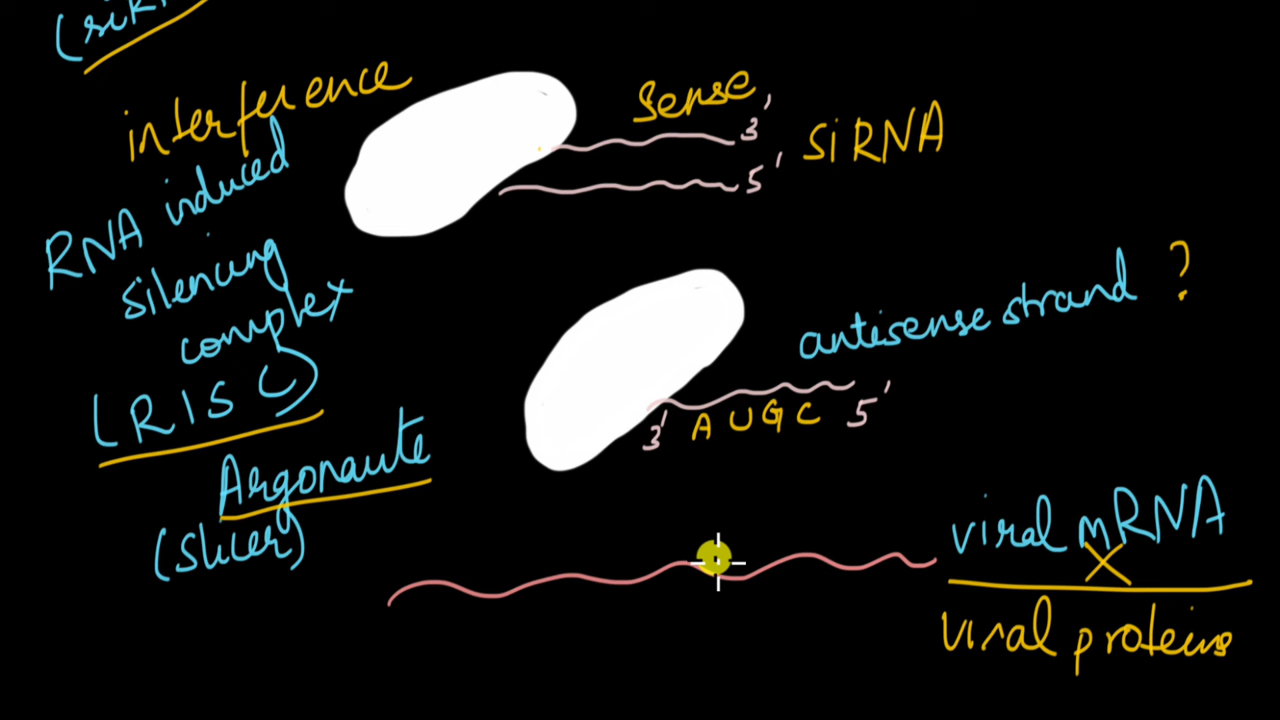 interference
RNA induced
silencing
complex
(RISC)
Argonaute
(slicer)
Sense
3'
5'
SiRNA
antisense strand ?
3' A U G C 5'
viral mRNA
X
viral proteins